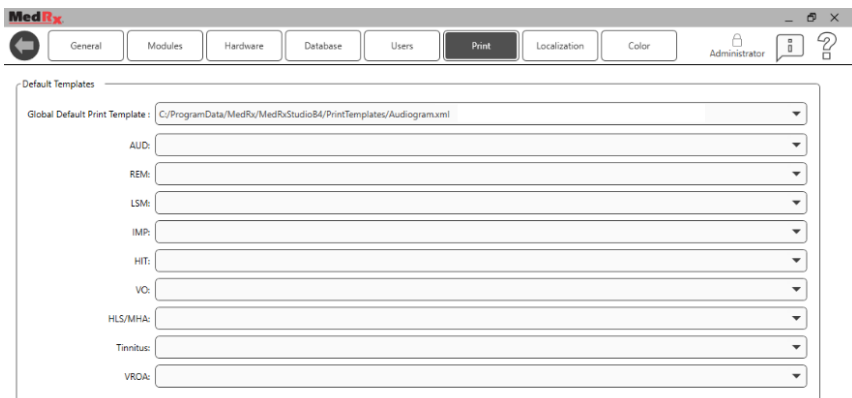 MedRx
General Modules Hardware Database Users Print Localization Color Administrator
Default Templates
Global Default Print Template : C:/ProgramData/MedRx/MedRxStudio84/PrintTemplates/Audiogram.xml
AUD:
REM:
LSM:
IMP:
HIT:
VO:
HLS/MHA:
Tinnitus:
VROA: